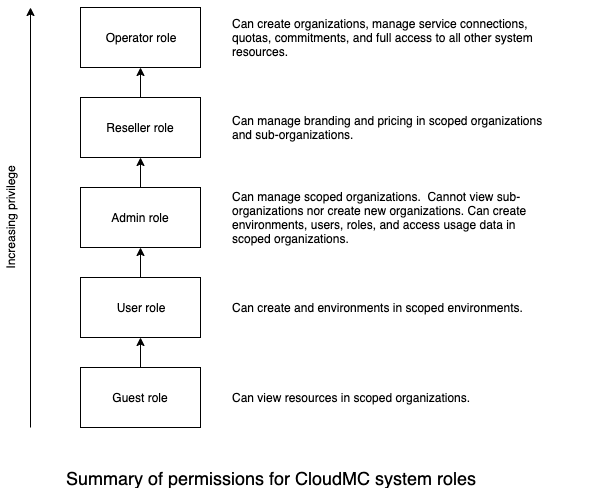 Increasing privilege
Operator role
Can create organizations, manage service connections,
quotas, commitments, and full access to all other system
resources.
Reseller role
Can manage branding and pricing in scoped organizations
and sub-organizations.
Admin role
Can manage scoped organizations.  Cannot view sub-
organizations nor create new organizations. Can create
environments, users, roles, and access usage data in
scoped organizations.
User role
Can create and environments in scoped environments.
Guest role
Can view resources in scoped organizations.
Summary of permissions for CloudMC system roles